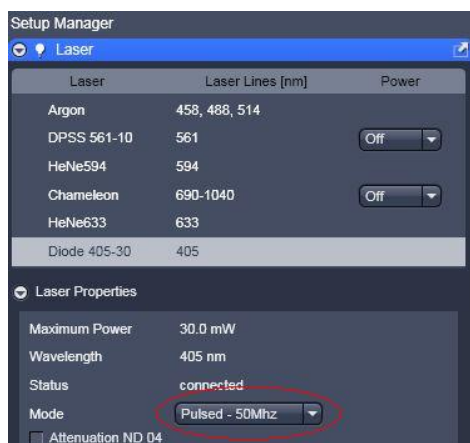 Setup Manager
Laser
Laser Laser Lines [nm] Power
Argon 458, 488, 514
DPSS 561-10 561 Off
HeNe594 594
Chameleon 690-1040 Off
HeNe633 633
Diode 405-30 405
Laser Properties
Maximum Power 30.0 mW
Wavelength 405 nm
Status connected
Mode Pulsed - 50Mhz
Attenuation ND 04